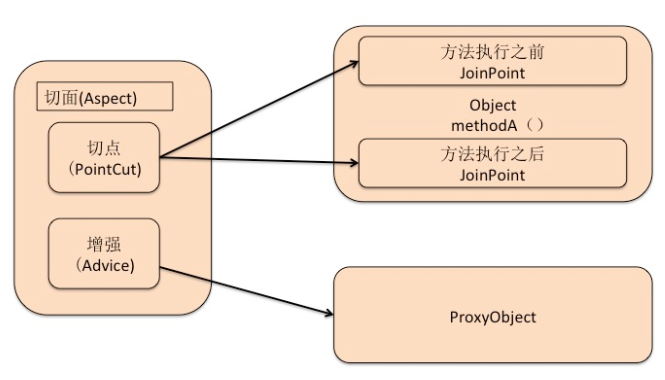 切面(Aspect)
切点
（PointCut)
增强
（Advice)
方法执行之前
JoinPoint
Object
methodA（）
方法执行之后
JoinPoint
ProxyObject